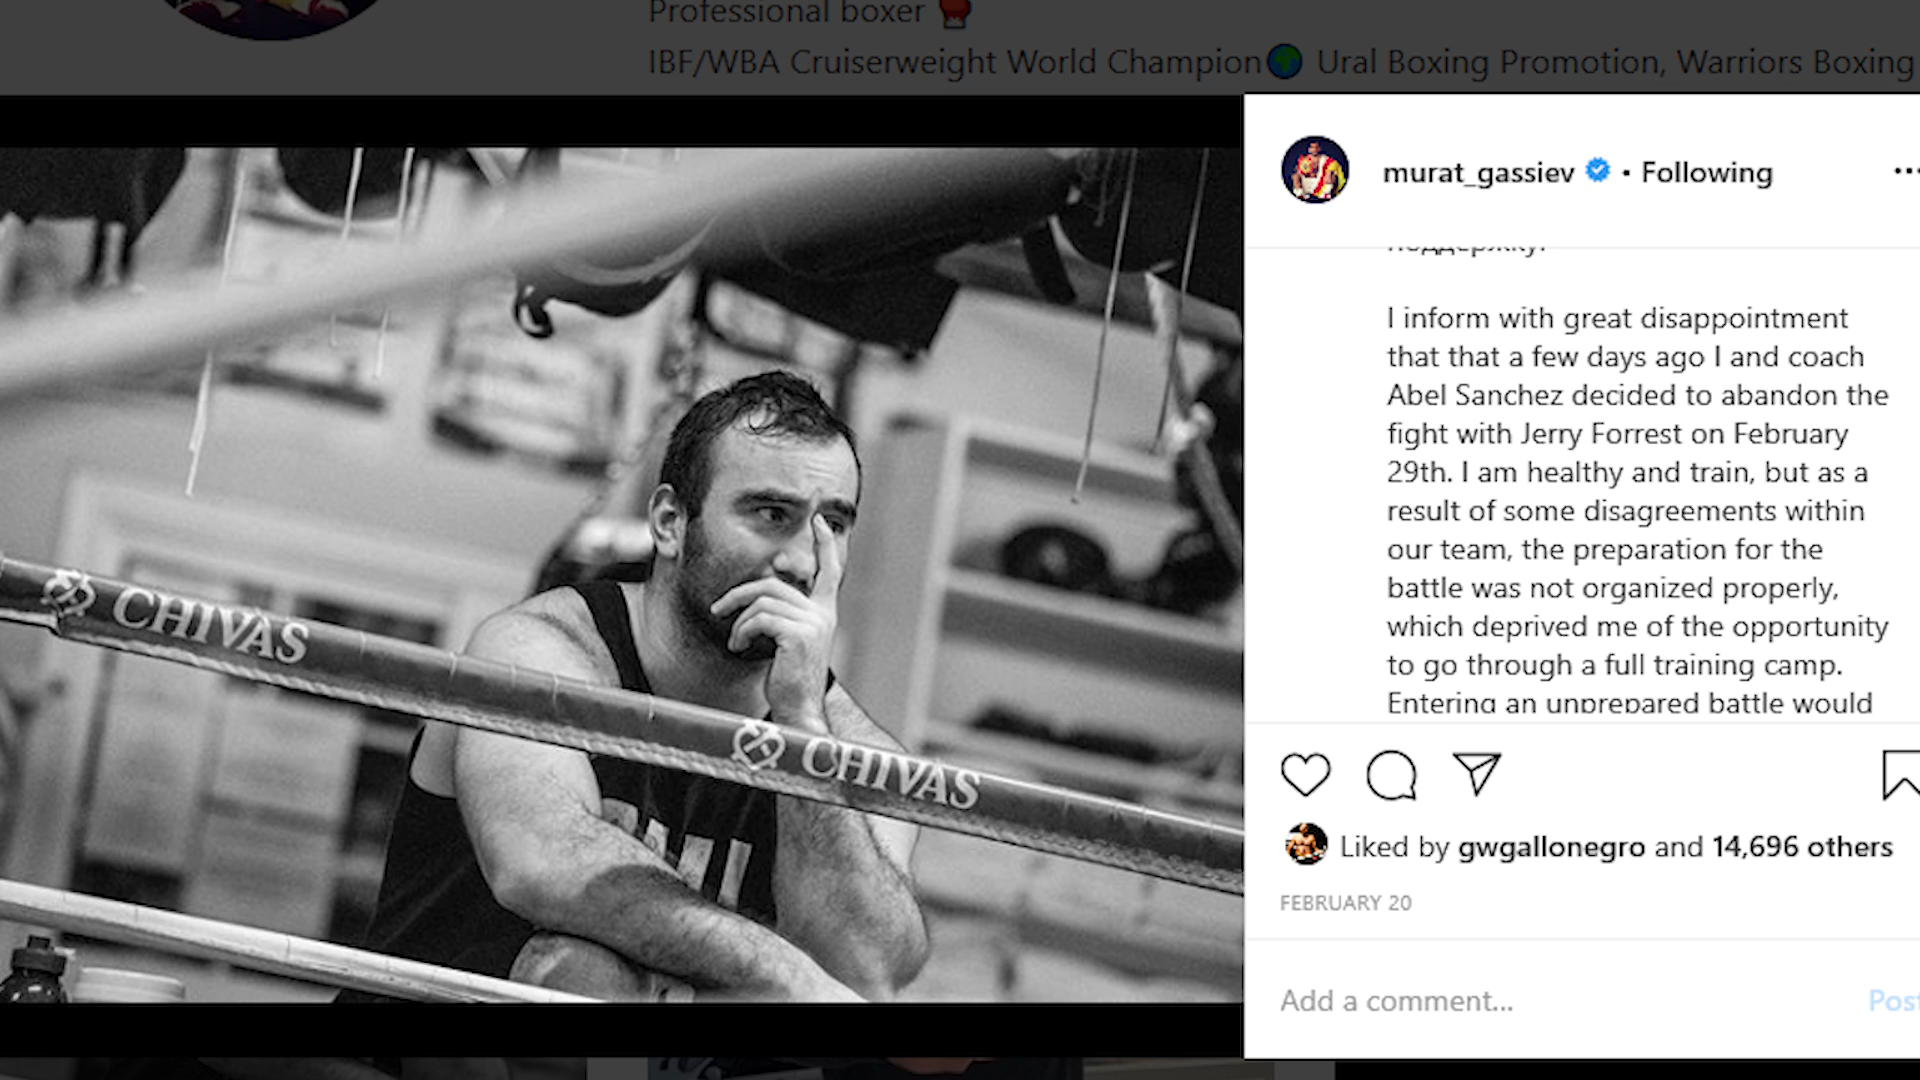 Professional boxer
IBF/WBA Cruiserweight World Champion Ural Boxing Promotion, Warriors Boxing
murat_gassiev • Following
поддержку.
I inform with great disappointment
that that a few days ago I and coach
Abel Sanchez decided to abandon the
fight with Jerry Forrest on February
29th. I am healthy and train, but as a
result of some disagreements within
our team, the preparation for the
battle was not organized properly,
which deprived me of the opportunity
to go through a full training camp.
Entering an unprepared battle would
Liked by gwgallonegro and 14,696 others
FEBRUARY 20
Add a comment...
Post
CHIVAS
CHIVAS